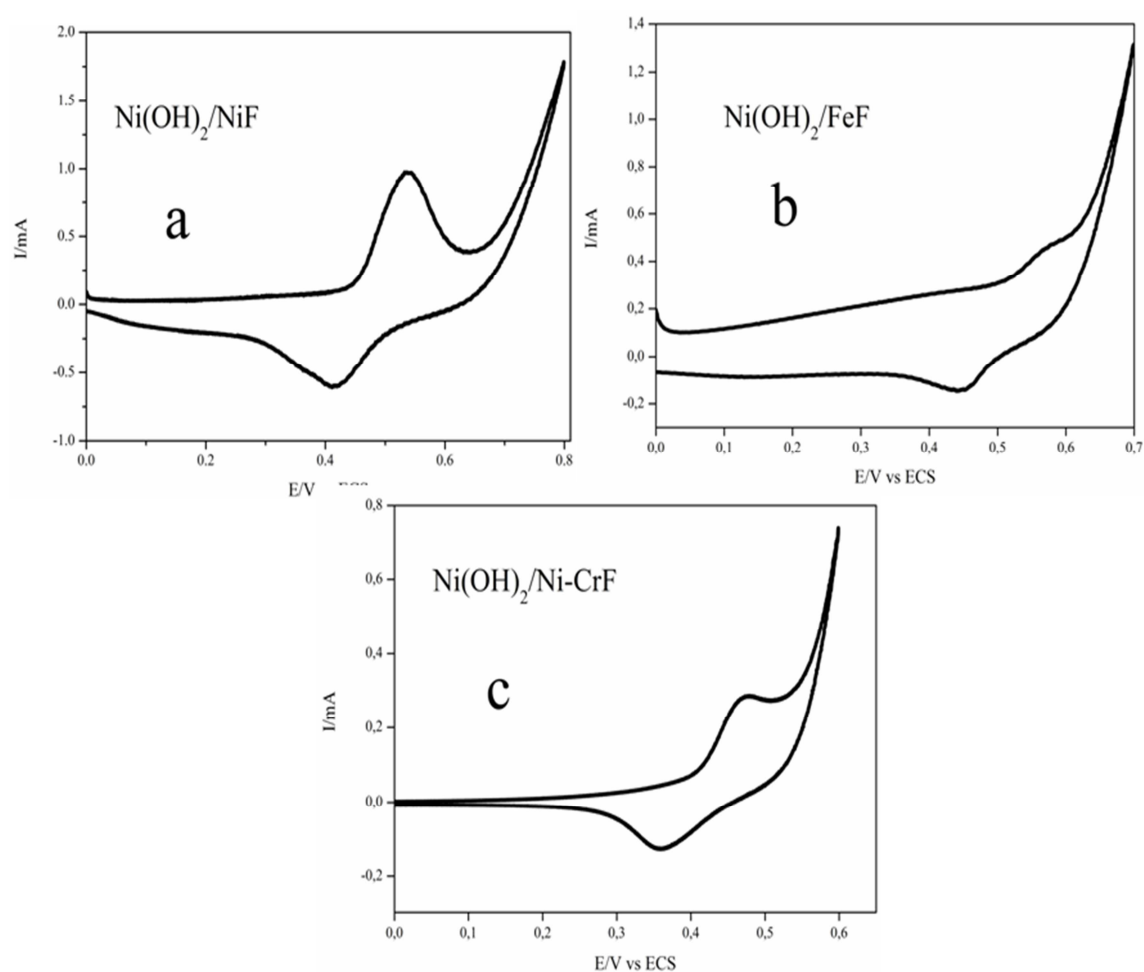 2.0
1.5
1.0
0.5
0.0
-0.5
-1.0
I/mA
Ni(OH)2/NiF
a
0.0 0.2 0.4 0.6 0.8
E/V
1,4
1,2
1,0
0,8
0,6
0,4
0,2
0,0
-0,2
I/mA
Ni(OH)2/FeF
b
0,0 0,1 0,2 0,3 0,4 0,5 0,6 0,7
E/V vs ECS
0,8
0,6
0,4
0,2
0,0
-0,2
I/mA
Ni(OH)2/Ni-CrF
c
0,0 0,1 0,2 0,3 0,4 0,5 0,6
E/V vs ECS